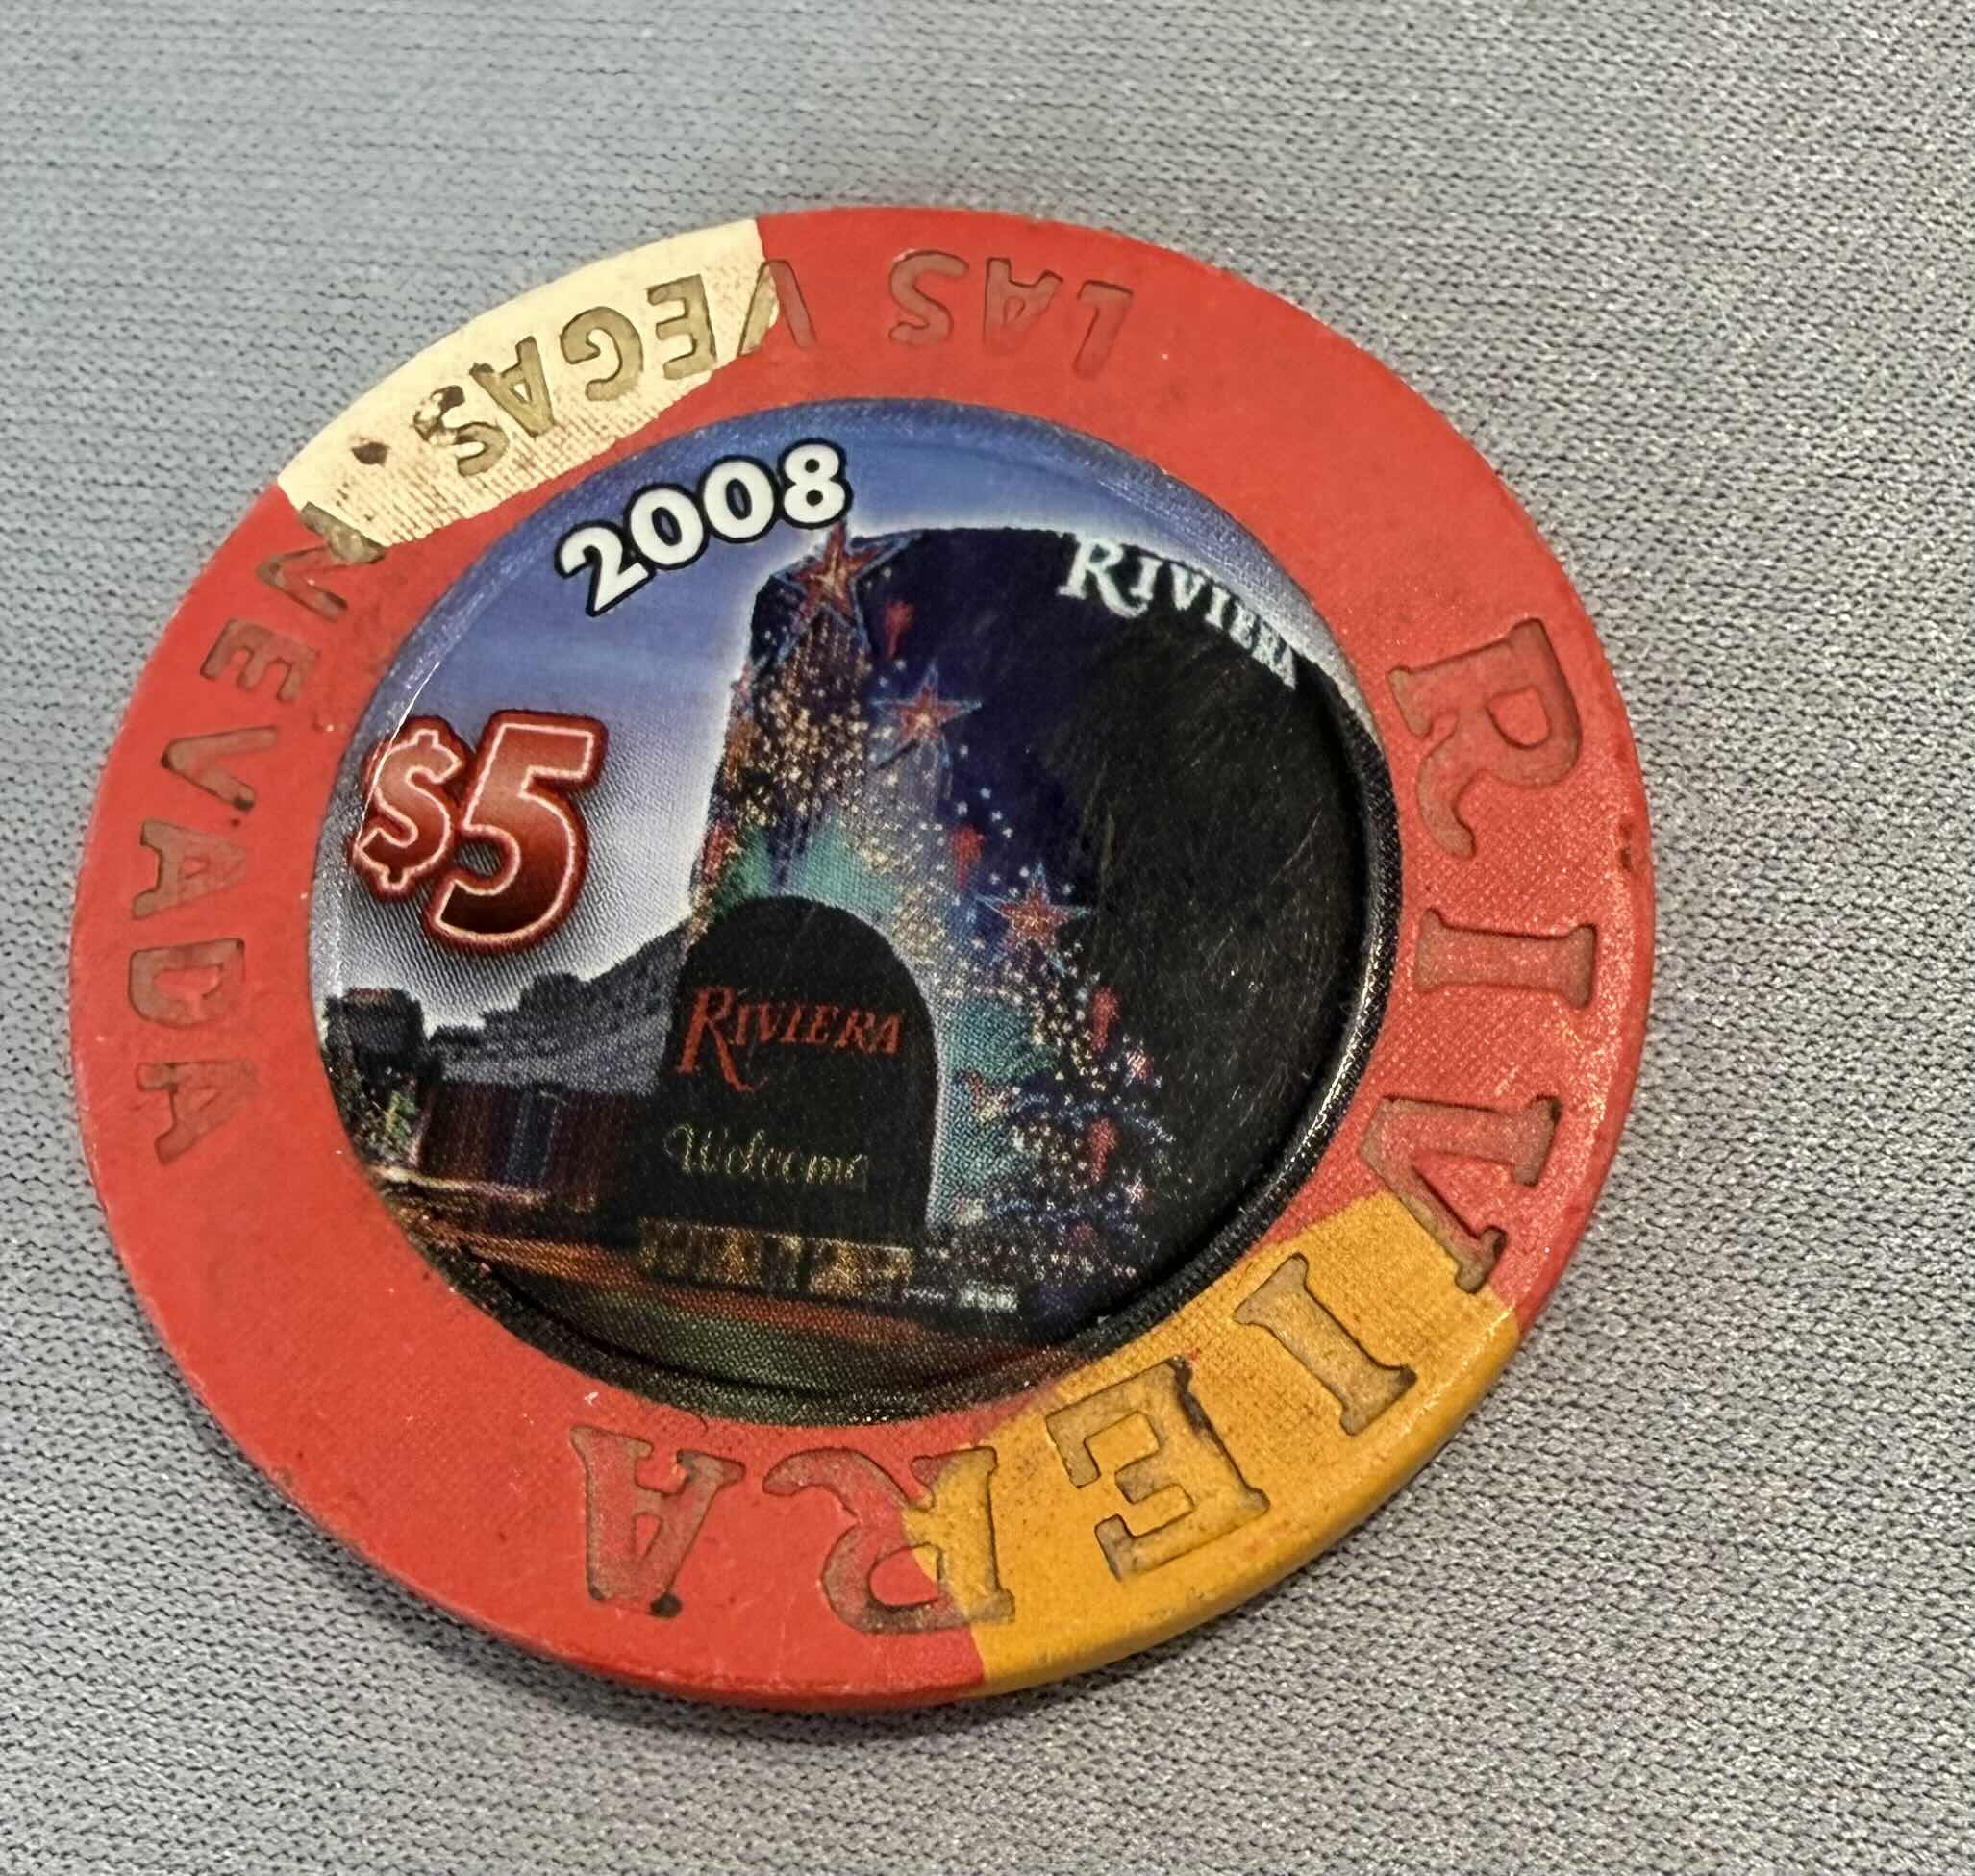 LAS VEGAS. NEVADA
RIVIERA
2008
RIVIERA
$5
RIVIERA
Welcome